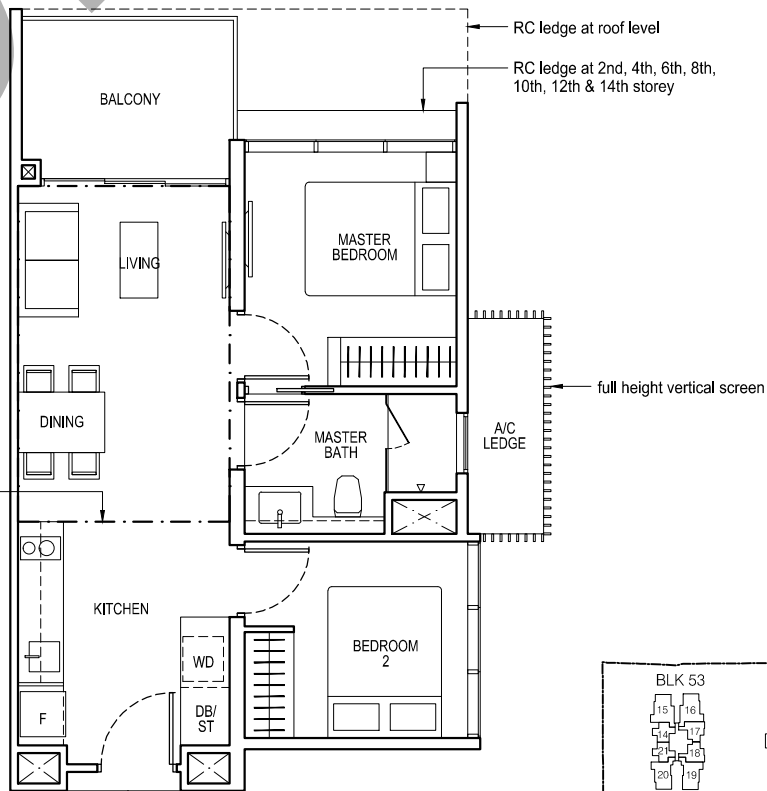 RC ledge at roof level
RC ledge at 2nd, 4th, 6th, 8th,
10th, 12th & 14th storey
BALCONY
MASTER
BEDROOM
LIVING
full height vertical screen
DINING
MASTER
BATH
A/C
LEDGE
KITCHEN
BEDROOM
2
WD
DB/
ST
F
BLK 53
15 16
14 17
21 18
20 19